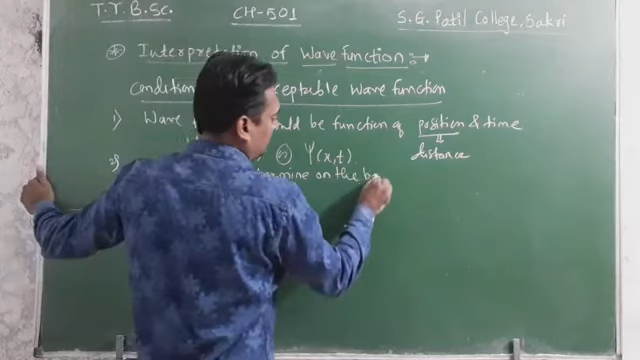 T.Y.B.Sc. CH-501 S.G. Patil College, Sakri
Interpretation of Wave function :→
Condition eptable Wave function
1) Wave uld be function of position & time
distance
Ψ(x,t).
ermine on the ba